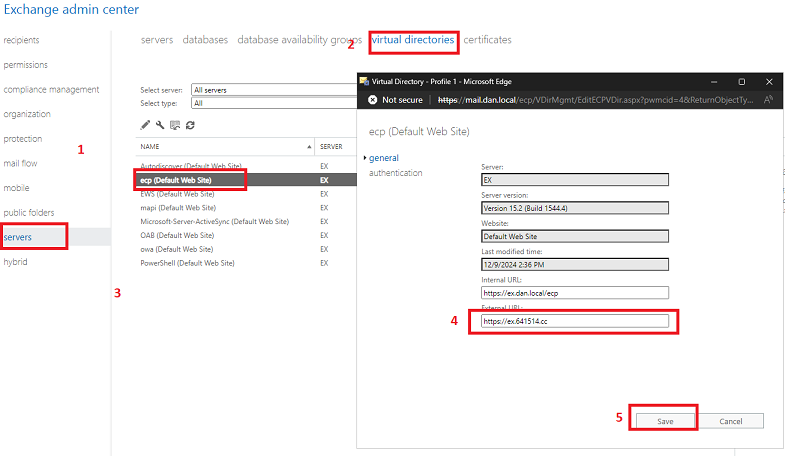 Exchange admin center
recipients
permissions
compliance management
organization
protection
mail flow
mobile
public folders
servers
hybrid
1
servers databases database availability groups virtual directories certificates
2
Select server: All servers
Select type: All
NAME SERVER
Autodiscover (Default Web Site) EX
ecp (Default Web Site) EX
EWS (Default Web Site) EX
mapi (Default Web Site) EX
Microsoft-Server-ActiveSync (Default Web Site) EX
OAB (Default Web Site) EX
owa (Default Web Site) EX
PowerShell (Default Web Site) EX
3
Virtual Directory - Profile 1 - Microsoft Edge
Not secure https://mail.dan.local/ecp/VDirMgmt/EditECPVDir.aspx?pwmcid=4&ReturnObjectTy...
ecp (Default Web Site)
general
authentication
Server:
EX
Server version:
Version 15.2 (Build 1544.4)
Website:
Default Web Site
Last modified time:
12/9/2024 2:36 PM
Internal URL:
https://ex.dan.local/ecp
External URL:
4
https://ex.641514.cc
5
Save Cancel